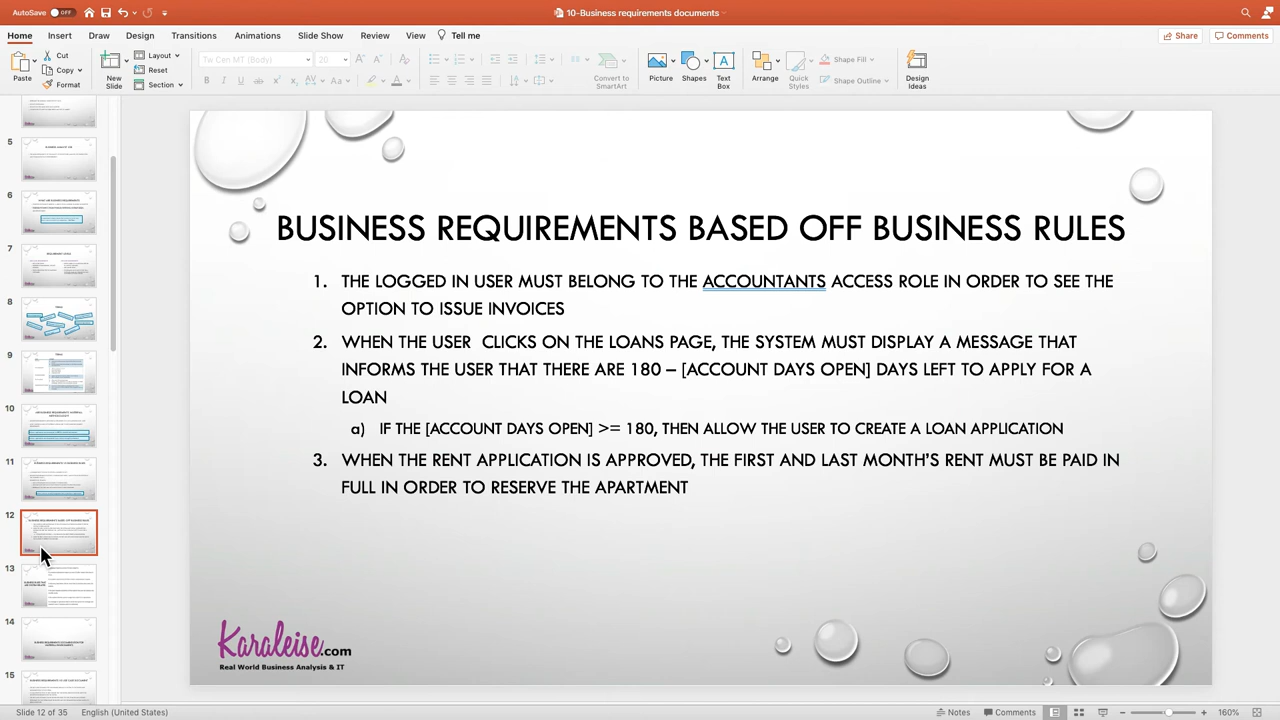 AutoSave OFF
10-Business requirements documents
Home Insert Draw Design Transitions Animations Slide Show Review View Tell me
Share Comments
Paste Cut Copy Format
New Slide Layout Reset Section
Tw Cen MT (Body) 20
Convert to SmartArt
Picture Shapes Text Box
Arrange Quick Styles Shape Fill Shape Outline
Design Ideas
5
6
7
9
10
11
12
13
14
15
BUSINESS REQUIREMENTS BASED OFF BUSINESS RULES
1. THE LOGGED IN USER MUST BELONG TO THE ACCOUNTANTS ACCESS ROLE IN ORDER TO SEE THE
OPTION TO ISSUE INVOICES
2. WHEN THE USER CLICKS ON THE LOANS PAGE, THE SYSTEM MUST DISPLAY A MESSAGE THAT
INFORMS THE USER THAT THERE ARE 180 – [ACCOUNT DAYS OPEN] DAYS LEFT TO APPLY FOR A
LOAN
a) IF THE [ACCOUNT DAYS OPEN] >= 180, THEN ALLOW THE USER TO CREATE A LOAN APPLICATION
3. WHEN THE RENT APPLICATION IS APPROVED, THE FIRST AND LAST MONTH'S RENT MUST BE PAID IN
FULL IN ORDER TO RESERVE THE APARTMENT
Karaleise.com
Real World Business Analysis & IT
Slide 12 of 35 English (United States)
Notes Comments 160%